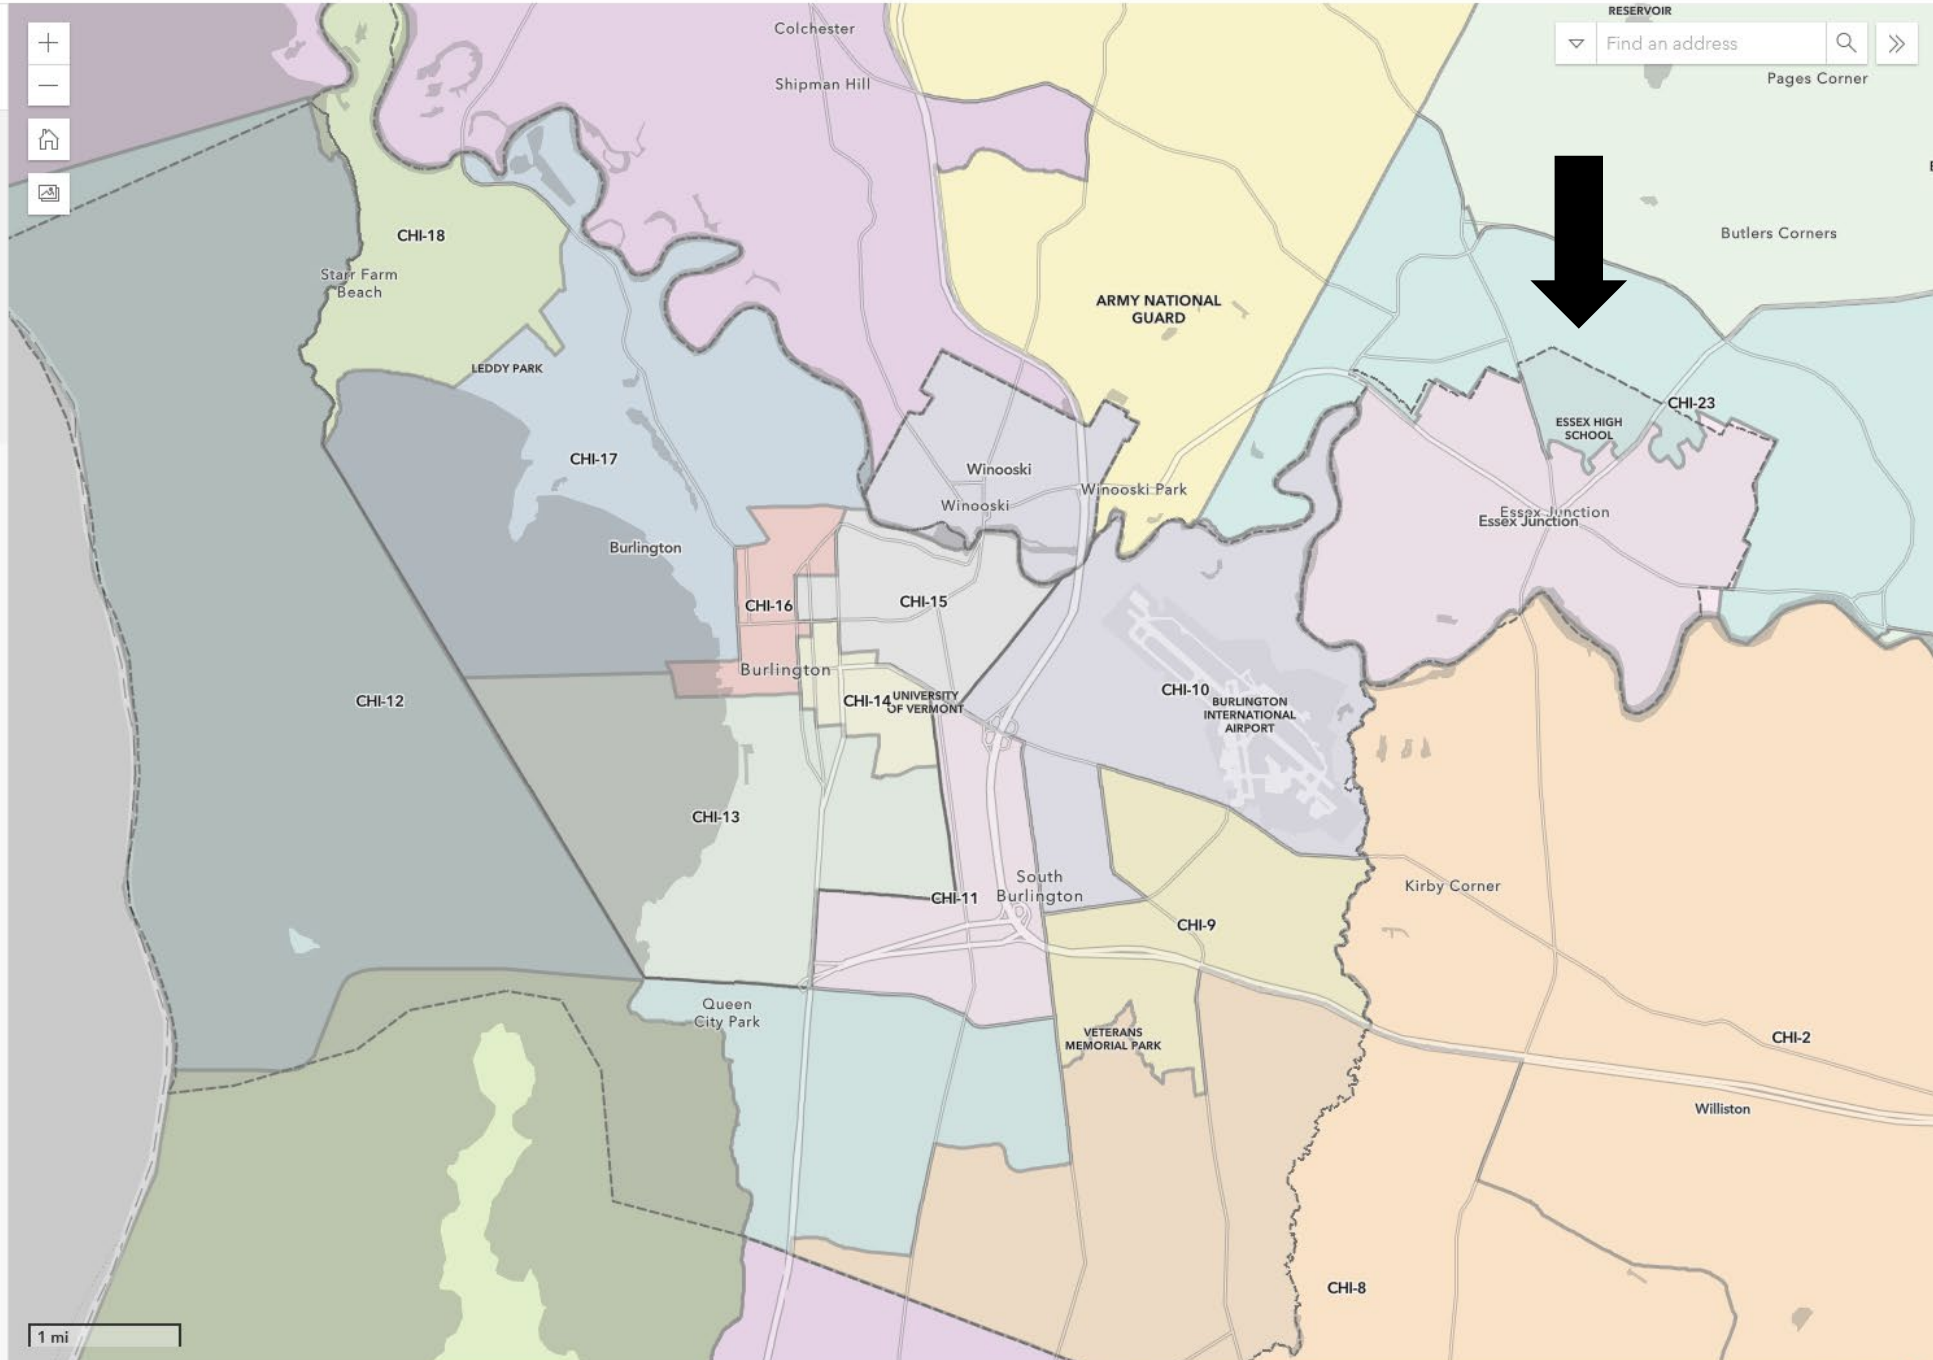 RESERVOIR
Colchester
Find an address
Pages Corner
Shipman Hill
CHI-18
Butlers Corners
Starr Farm
Beach
ARMY NATIONAL
GUARD
LEDDY PARK
CHI-23
ESSEX HIGH
SCHOOL
CHI-17
Winooski
Winooski Park
Winooski
Essex Junction
Essex Junction
Burlington
CHI-16
CHI-15
Burlington
CHI-12
CHI-14
UNIVERSITY
OF VERMONT
CHI-10
BURLINGTON
INTERNATIONAL
AIRPORT
CHI-13
South
Burlington
CHI-11
Kirby Corner
CHI-9
Queen
City Park
VETERANS
MEMORIAL PARK
CHI-2
Williston
CHI-8
1 mi